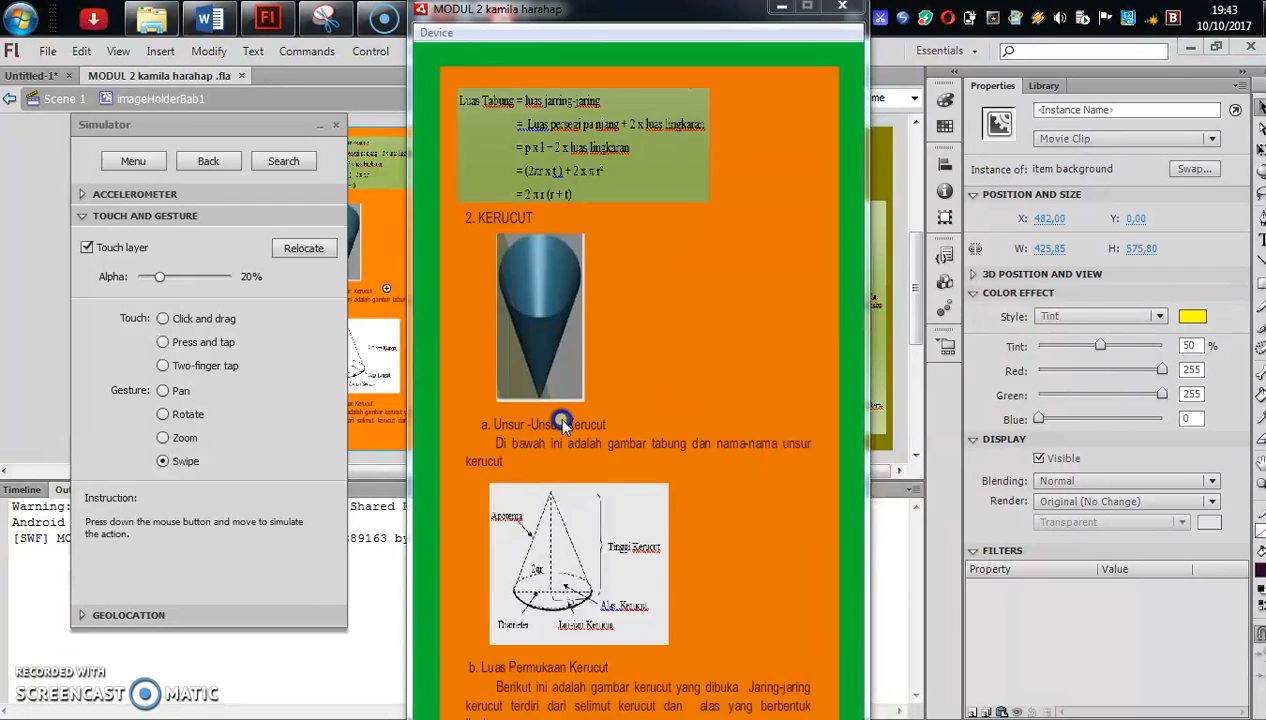 MODUL 2 kamila harahap
19:43
10/10/2017
Device
File Edit View Insert Modify Text Commands Control
Essentials
Untitled-1*
MODUL 2 kamila harahap .fla
Scene 1
imageHolderBab1
Simulator
Menu
Back
Search
ACCELEROMETER
TOUCH AND GESTURE
Touch layer
Relocate
Alpha:
20%
Touch:
Click and drag
Press and tap
Two-finger tap
Gesture:
Pan
Rotate
Zoom
Swipe
Instruction:
Press down the mouse button and move to simulate
the action.
GEOLOCATION
Timeline
Warning:
Android
[SWF]
RECORDED WITH
SCREENCAST MATIC
Luas Tabung = luas jarring-jaring
= Luas persegi pa njang + 2 x luas lingkaran
= p x l + 2 x luas lingkaran
= (2πr x t ) + 2 x π r²
= 2 π r (r + t)
2. KERUCUT
a. Unsur -Unsur Kerucut
Di bawah ini adalah gambar tabung dan nama-nama unsur
kerucut
Apotema
Tinggi Kerucut
2πr
Alas Kerucut
Diameter
Jari-jari Kerucut
b. Luas Permukaan Kerucut
Berikut ini adalah gambar kerucut yang dibuka Jaring-jaring
kerucut terdiri dari selimut kerucut dan alas yang berbentuk
Properties
Library
<Instance Name>
Movie Clip
Instance of: item background
Swap...
POSITION AND SIZE
X: 482,00
Y: 0,00
W: 425,85
H: 575,80
3D POSITION AND VIEW
COLOR EFFECT
Style: Tint
Tint: 50 %
Red: 255
Green: 255
Blue: 0
DISPLAY
Visible
Blending: Normal
Render: Original (No Change)
Transparent
FILTERS
Property
Value